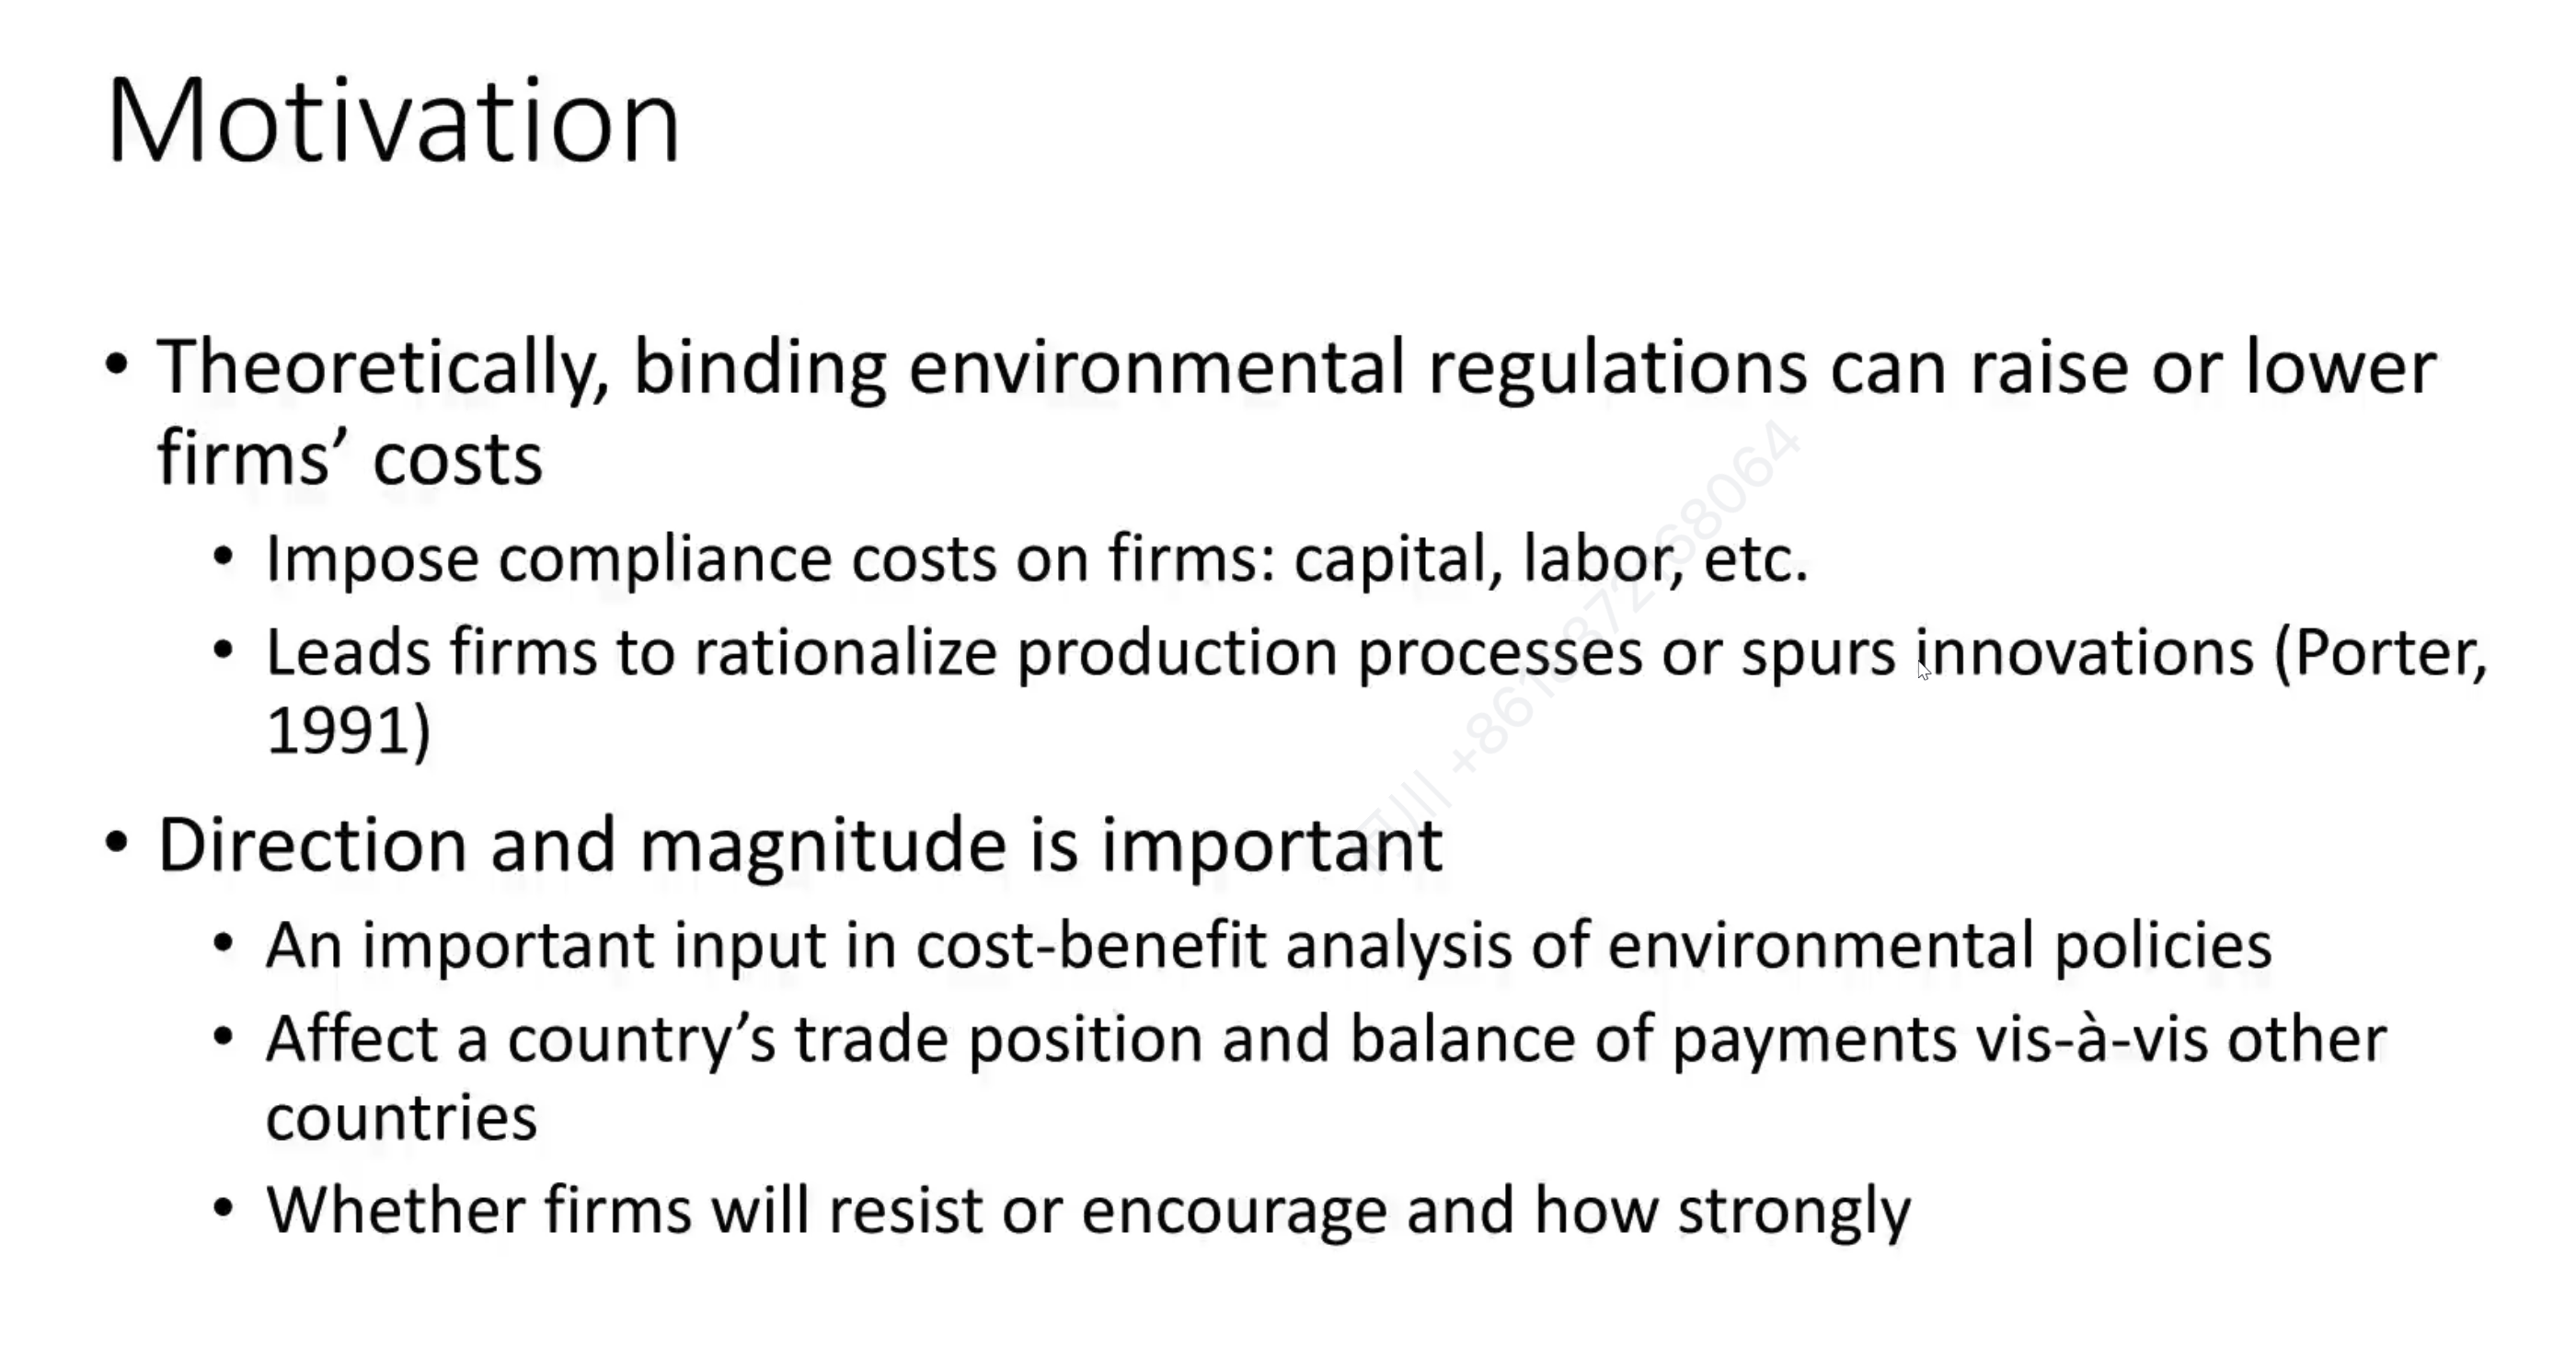 Motivation
• Theoretically, binding environmental regulations can raise or lower
firms’ costs
• Impose compliance costs on firms: capital, labor, etc.
• Leads firms to rationalize production processes or spurs innovations (Porter,
1991)
• Direction and magnitude is important
• An important input in cost-benefit analysis of environmental policies
• Affect a country’s trade position and balance of payments vis-à-vis other
countries
• Whether firms will resist or encourage and how strongly